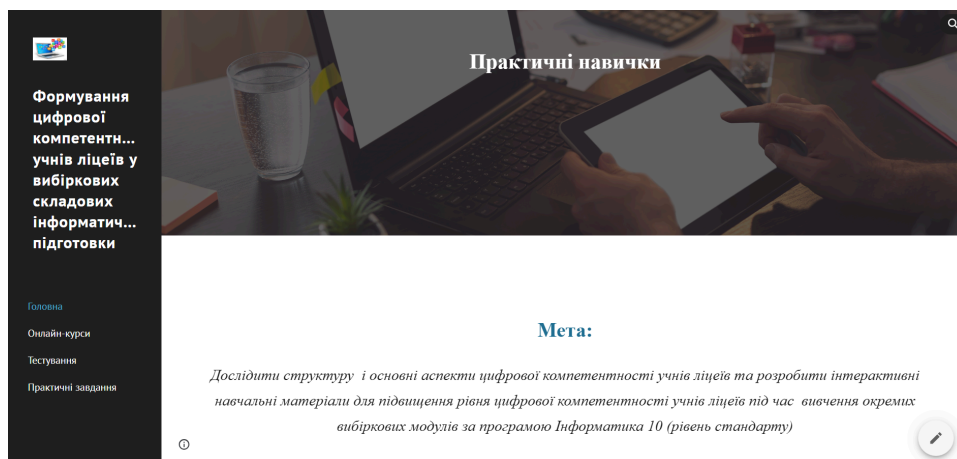 Формування
цифрової
компетентн...
учнів ліцеїв у
вибіркових
складових
інформатич...
підготовки
Головна
Онлайн-курси
Тестування
Практичні завдання
Практичні навички
Мета:
Дослідити структуру і основні аспекти цифрової компетентності учнів ліцеїв та розробити інтерактивні
навчальні матеріали для підвищення рівня цифрової компетентності учнів ліцеїв під час вивчення окремих
вибіркових модулів за програмою Інформатика 10 (рівень стандарту)